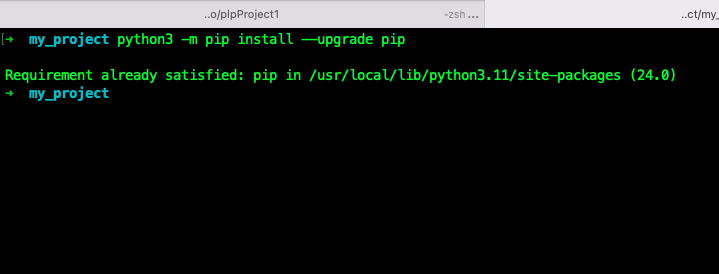 ..o/pipProject1
-zsh ...
..ct/my_
[➜ my_project python3 -m pip install --upgrade pip
Requirement already satisfied: pip in /usr/local/lib/python3.11/site-packages (24.0)
➜ my_project